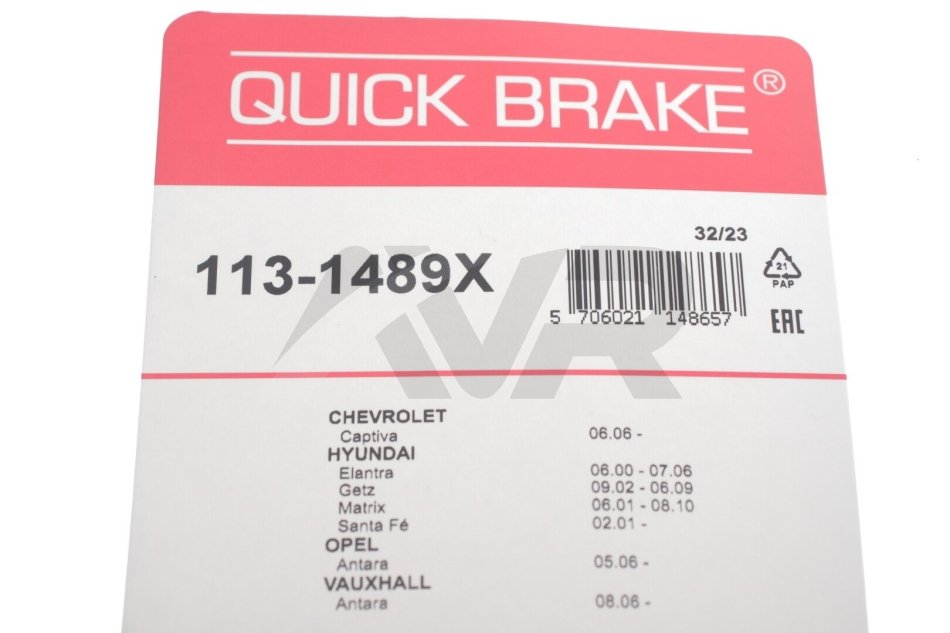 QUICK BRAKE®
32/23
113-1489X
5 706021 148657
21
PAP
EAC
VR
CHEVROLET
Captiva 06.06 -
HYUNDAI
Elantra 06.00 - 07.06
Getz 09.02 - 06.09
Matrix 06.01 - 08.10
Santa Fé 02.01 -
OPEL
Antara 05.06 -
VAUXHALL
Antara 08.06 -